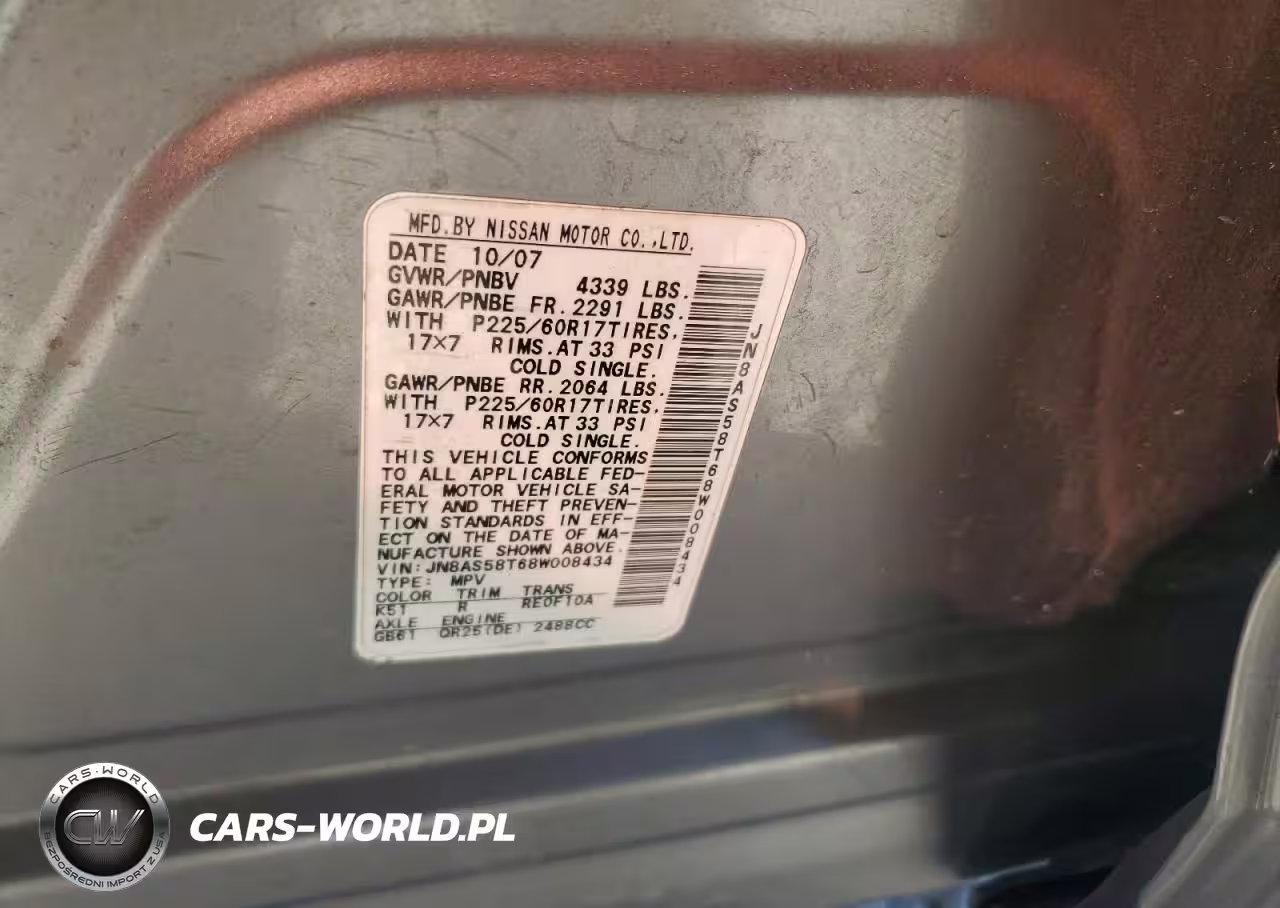 MFD.BY NISSAN MOTOR CO.,LTD.
DATE 10/07
GVWR/PNBV 4339 LBS.
GAWR/PNBE FR.2291 LBS.
WITH P225/60R17TIRES,
17×7 RIMS.AT 33 PSI
COLD SINGLE.
GAWR/PNBE RR.2064 LBS.
WITH P225/60R17TIRES,
17×7 RIMS.AT 33 PSI
COLD SINGLE.
THIS VEHICLE CONFORMS
TO ALL APPLICABLE FED-
ERAL MOTOR VEHICLE SA-
FETY AND THEFT PREVEN-
TION STANDARDS IN EFF-
ECT ON THE DATE OF MA-
NUFACTURE SHOWN ABOVE.
VIN:JN8AS58T68W008434
TYPE: MPV
COLOR TRIM TRANS
K51 R RE0F10A
AXLE ENGINE
GB61 QR25(DE) 2488CC
JN8AS58T68W008434
CARS-WORLD
CW
BEZPOŚREDNI IMPORT Z USA
CARS-WORLD.PL